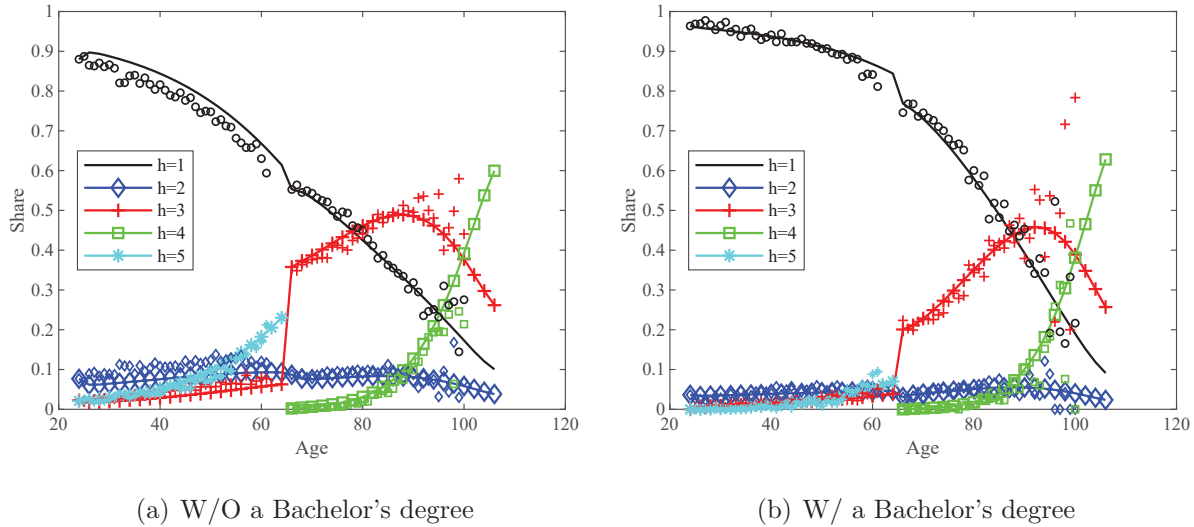 1
0.9
0.8
0.7
0.6
0.5
0.4
0.3
0.2
0.1
0
Share
h=1
h=2
h=3
h=4
h=5
20 40 60 80 100 120
Age
(a) W/O a Bachelor's degree
1
0.9
0.8
0.7
0.6
0.5
0.4
0.3
0.2
0.1
0
Share
h=1
h=2
h=3
h=4
h=5
20 40 60 80 100 120
Age
(b) W/ a Bachelor's degree